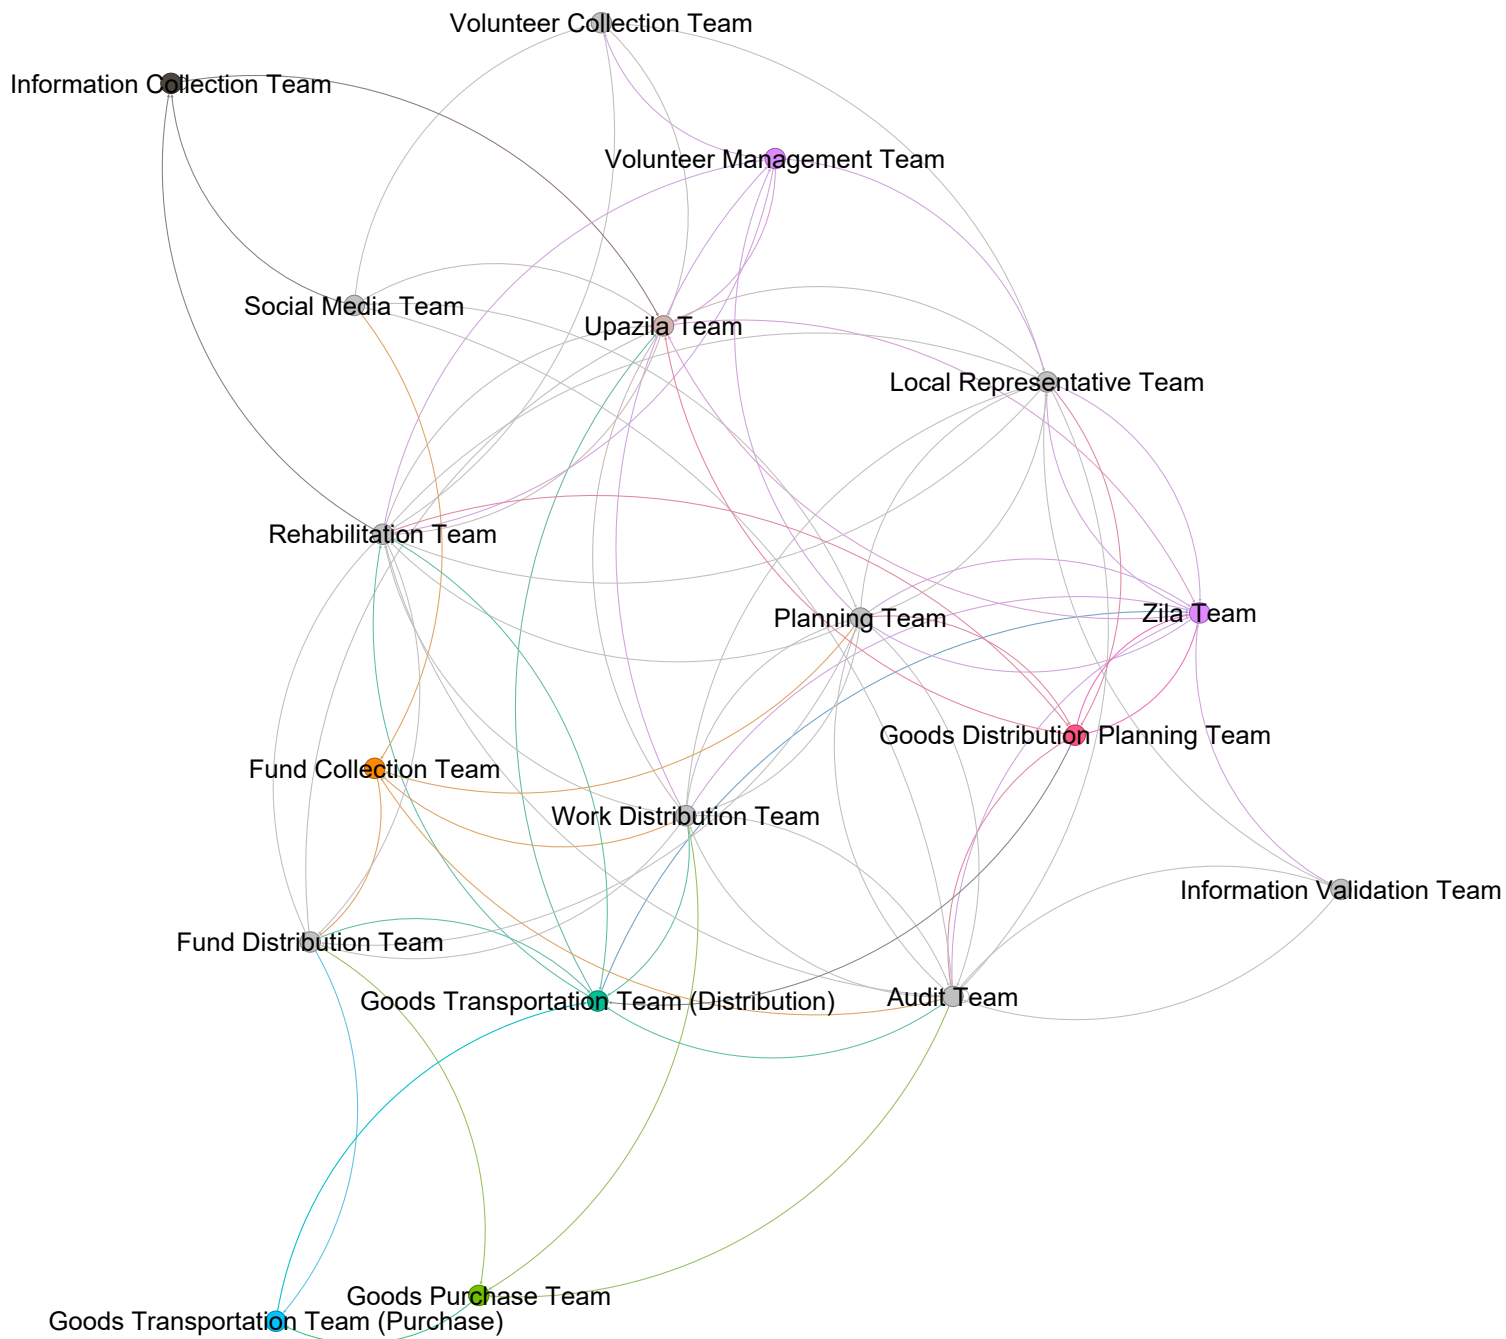 Volunteer Collection Team
Information Collection Team
Volunteer Management Team
Social Media Team
Upazila Team
Local Representative Team
Rehabilitation Team
Planning Team
Zila Team
Goods Distribution Planning Team
Fund Collection Team
Work Distribution Team
Information Validation Team
Fund Distribution Team
Goods Transportation Team (Distribution)
Audit Team
Goods Purchase Team
Goods Transportation Team (Purchase)